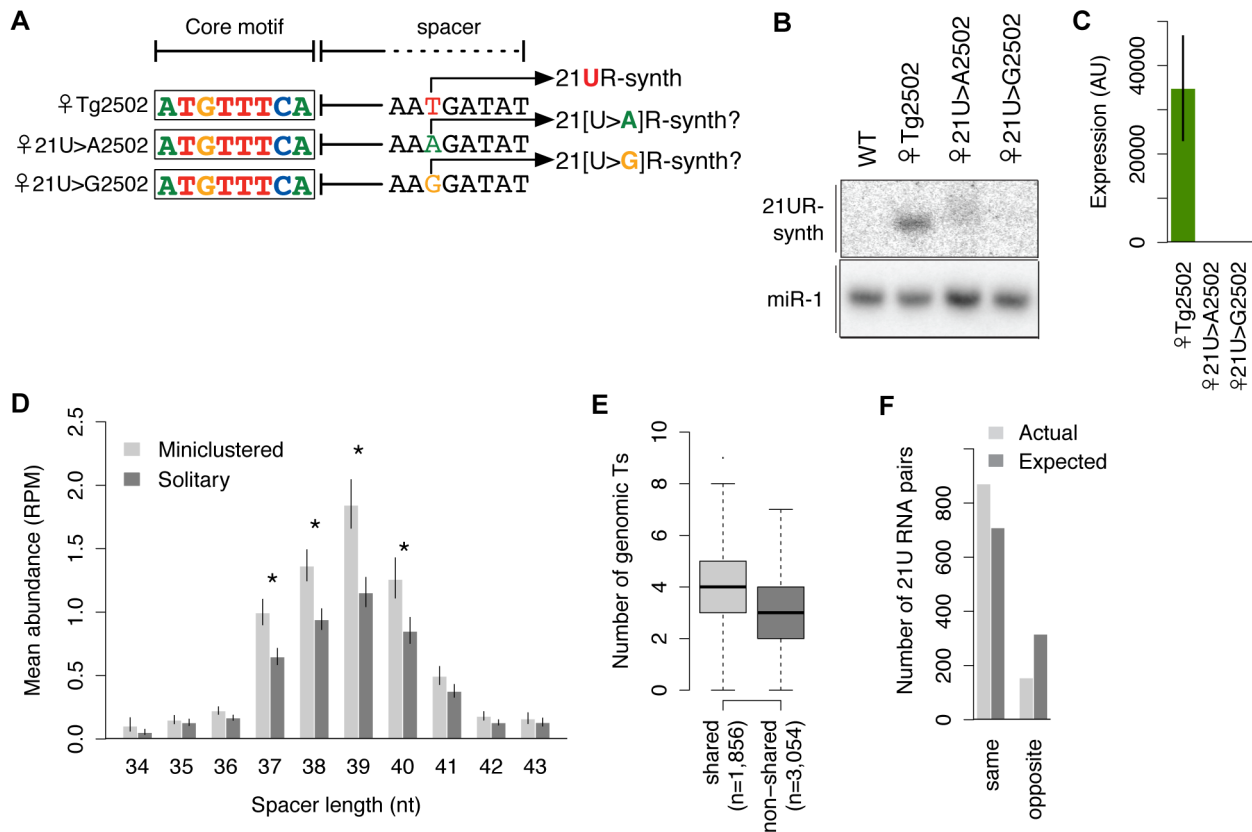 A
Core motif
spacer
♀Tg2502
ATGTTTCA
AATGATAT
21UR-synth
♀21U>A2502
ATGTTTCA
AAAGATAT
21[U>A]R-synth?
♀21U>G2502
ATGTTTCA
AAGGATAT
21[U>G]R-synth?
B
WT
♀Tg2502
♀21U>A2502
♀21U>G2502
21UR-
synth
miR-1
C
Expression (AU)
0
20000
40000
♀Tg2502
♀21U>A2502
♀21U>G2502
D
Mean abundance (RPM)
0.0
0.5
1.0
1.5
2.0
2.5
Miniclustered
Solitary
* * * *
34 35 36 37 38 39 40 41 42 43
Spacer length (nt)
E
Number of genomic Ts
0
2
4
6
8
10
shared
(n=1,856)
non-shared
(n=3,054)
F
Actual
Expected
Number of 21U RNA pairs
0
200
400
600
800
same
opposite